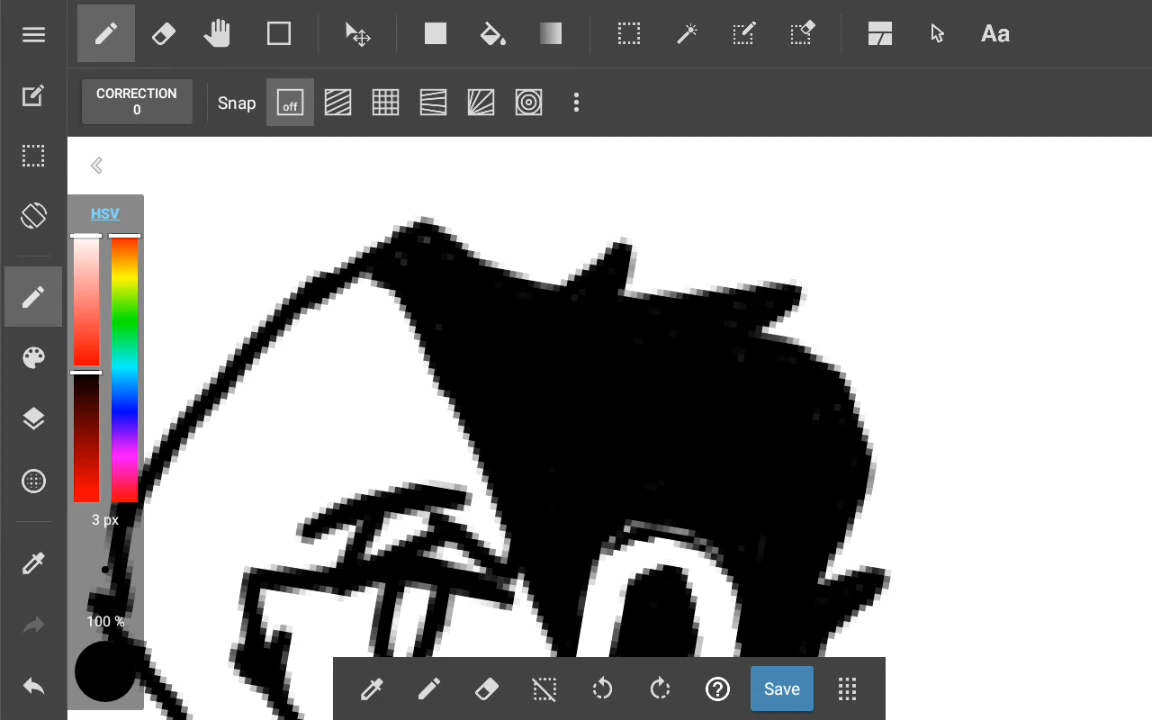 Aa
CORRECTION
0
Snap
off
HSV
3 px
100 %
Save